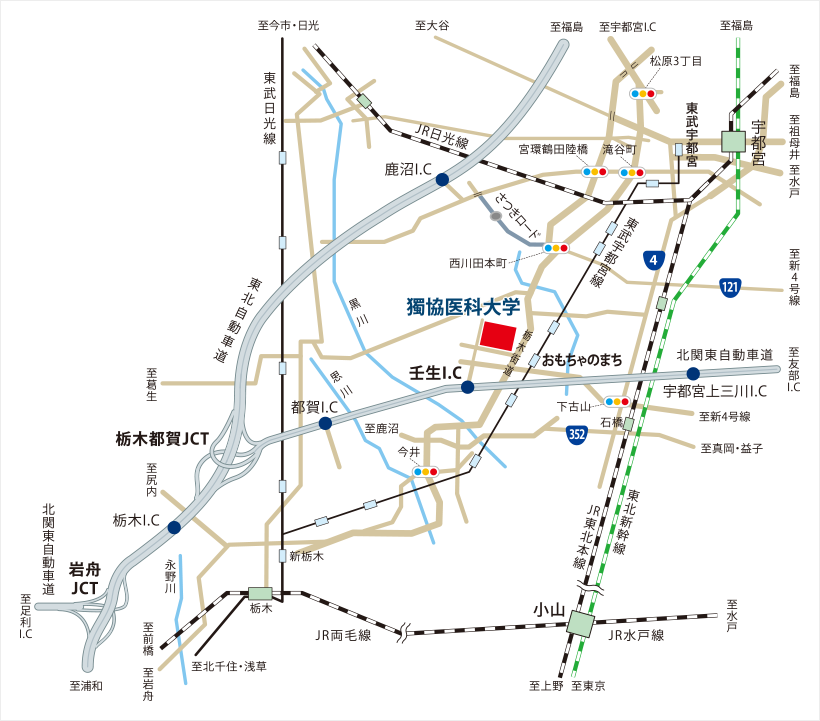 至今市・日光
至大谷
至福島
至宇都宮I.C
至福島
松原3丁目
至福島
東武日光線
JR日光線
東武宇都宮
宇都宮
至祖母井
宮環鶴田陸橋
滝谷町
鹿沼I.C
至水戸
さつきロード
西川田本町
東武宇都宮線
4
至新4号線
121
東北自動車道
黒川
獨協医科大学
栃木街道
おもちゃのまち
北関東自動車道
至友部I.C
至葛生
思川
壬生I.C
宇都宮上三川I.C
都賀I.C
下古山
至新4号線
石橋
至鹿沼
栃木都賀JCT
352
至真岡・益子
今井
至尻内
栃木I.C
北関東自動車道
JR東北本線
東北新幹線
新栃木
永野川
岩舟JCT
至足利I.C
栃木
小山
至水戸
JR両毛線
JR水戸線
至前橋
至北千住・浅草
至岩舟
至浦和
至上野
至東京